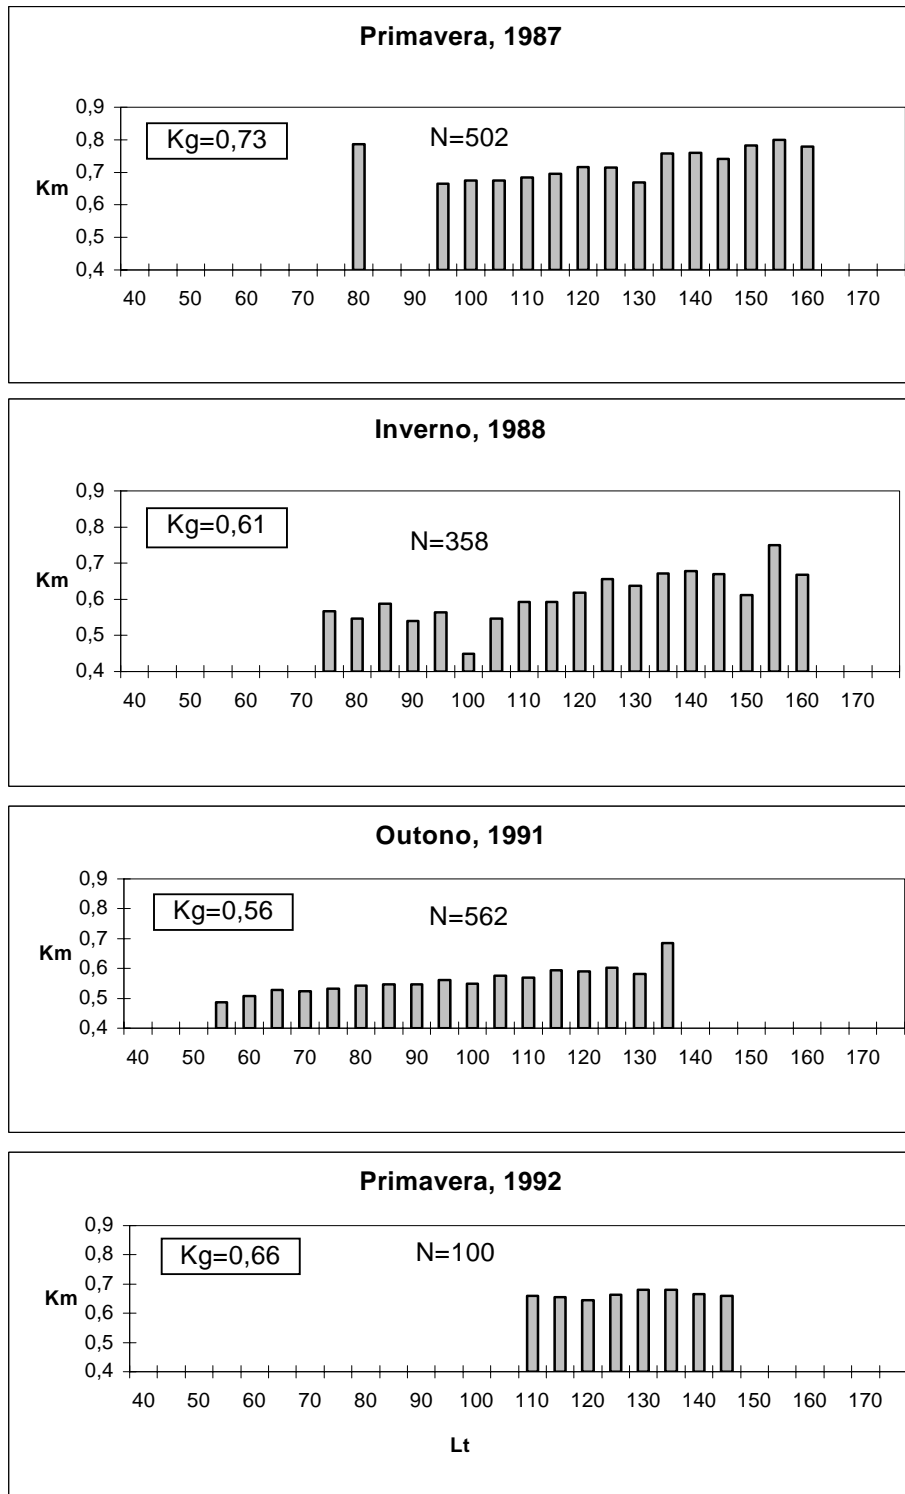 Primavera, 1987
0,9
Kg=0,73 N=502
0,8
0,7
Km
0,6
0,5
0,4
40 50 60 70 80 90 100 110 120 130 140 150 160 170
Inverno, 1988
0,9
Kg=0,61
0,8
N=358
0,7
Km
0,6
0,5
0,4
40 50 60 70 80 90 100 110 120 130 140 150 160 170
Outono, 1991
0,9
Kg=0,56 N=562
0,8
0,7
Km
0,6
0,5
0,4
40 50 60 70 80 90 100 110 120 130 140 150 160 170
Primavera, 1992
0,9
Kg=0,66 N=100
0,8
0,7
Km
0,6
0,5
0,4
40 50 60 70 80 90 100 110 120 130 140 150 160 170
Lt